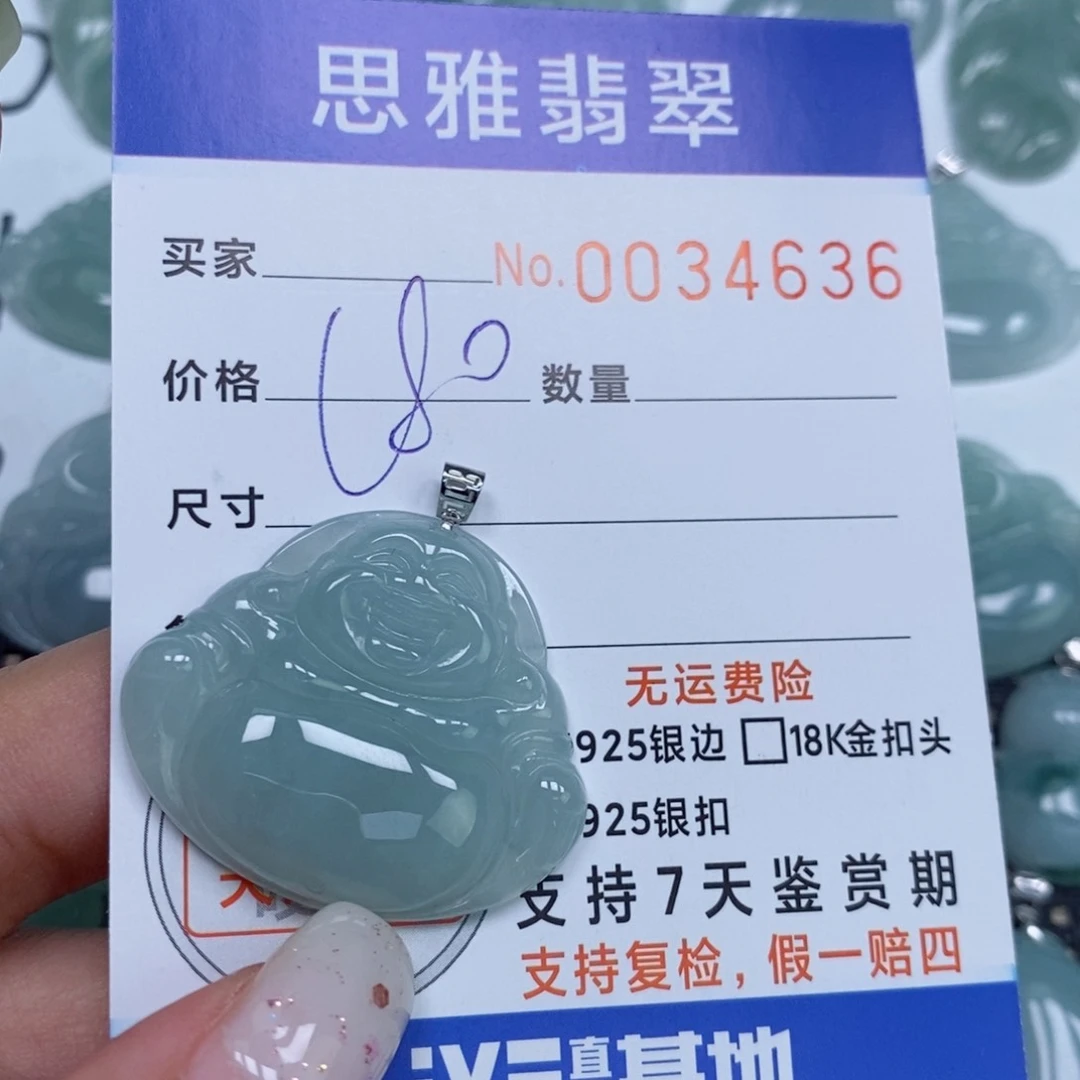 思雅翡翠
买家 No.0034636
价格 680 数量
尺寸
无运费险
925银边 □18K金扣头
925银扣
支持7天鉴赏期
支持复检,假一赔四
基地